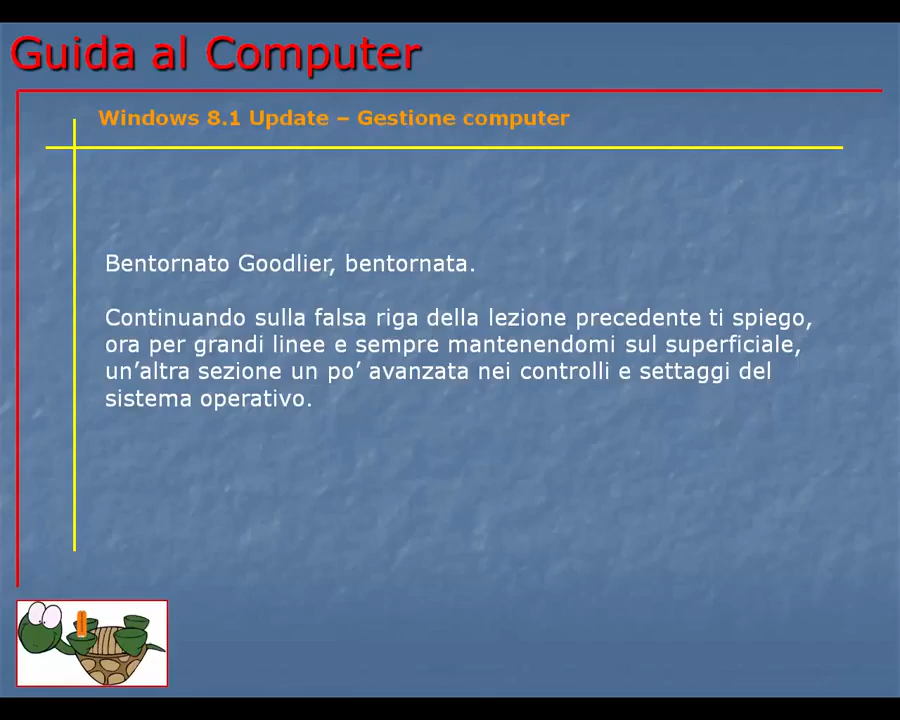 Guida al Computer
Windows 8.1 Update – Gestione computer
Bentornato Goodlier, bentornata.
Continuando sulla falsa riga della lezione precedente ti spiego,
ora per grandi linee e sempre mantenendomi sul superficiale,
un’altra sezione un po’ avanzata nei controlli e settaggi del
sistema operativo.